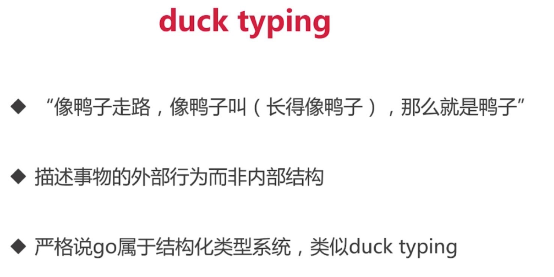 duck typing
◆ “像鸭子走路，像鸭子叫（长得像鸭子），那么就是鸭子”
◆ 描述事物的外部行为而非内部结构
◆ 严格说go属于结构化类型系统，类似duck typing